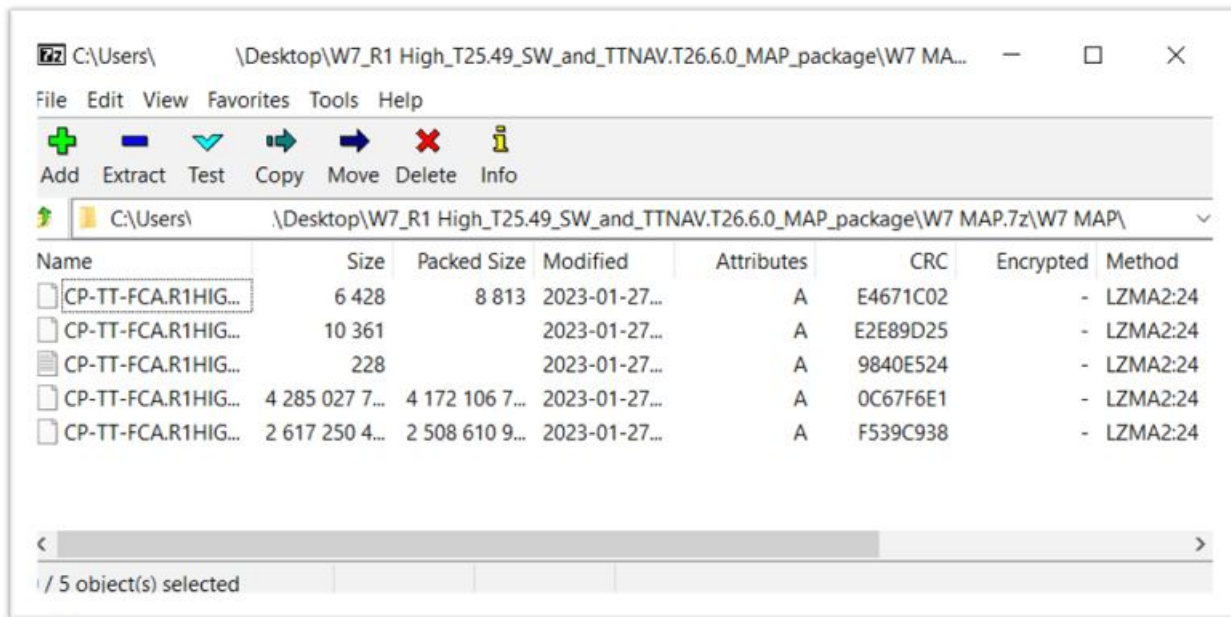 7z C:\Users\ \Desktop\W7_R1 High_T25.49_SW_and_TTNAV.T26.6.0_MAP_package\W7 MA...
File Edit View Favorites Tools Help
Add Extract Test Copy Move Delete Info
C:\Users\ \Desktop\W7_R1 High_T25.49_SW_and_TTNAV.T26.6.0_MAP_package\W7 MAP.7z\W7 MAP\
Name Size Packed Size Modified Attributes CRC Encrypted Method
CP-TT-FCA.R1HIG... 6 428 8 813 2023-01-27... A E4671C02 - LZMA2:24
CP-TT-FCA.R1HIG... 10 361 2023-01-27... A E2E89D25 - LZMA2:24
CP-TT-FCA.R1HIG... 228 2023-01-27... A 9840E524 - LZMA2:24
CP-TT-FCA.R1HIG... 4 285 027 7... 4 172 106 7... 2023-01-27... A 0C67F6E1 - LZMA2:24
CP-TT-FCA.R1HIG... 2 617 250 4... 2 508 610 9... 2023-01-27... A F539C938 - LZMA2:24
/ 5 object(s) selected